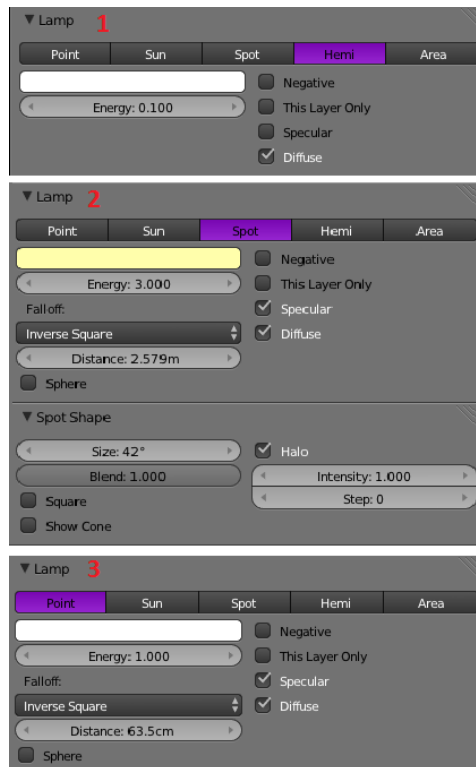 Lamp 1
Point Sun Spot Hemi Area
Negative
Energy: 0.100 This Layer Only
Specular
Diffuse
Lamp 2
Point Sun Spot Hemi Area
Negative
Energy: 3.000 This Layer Only
Falloff: Specular
Inverse Square Diffuse
Distance: 2.579m
Sphere
Spot Shape
Size: 42° Halo
Blend: 1.000 Intensity: 1.000
Square Step: 0
Show Cone
Lamp 3
Point Sun Spot Hemi Area
Negative
Energy: 1.000 This Layer Only
Falloff: Specular
Inverse Square Diffuse
Distance: 63.5cm
Sphere